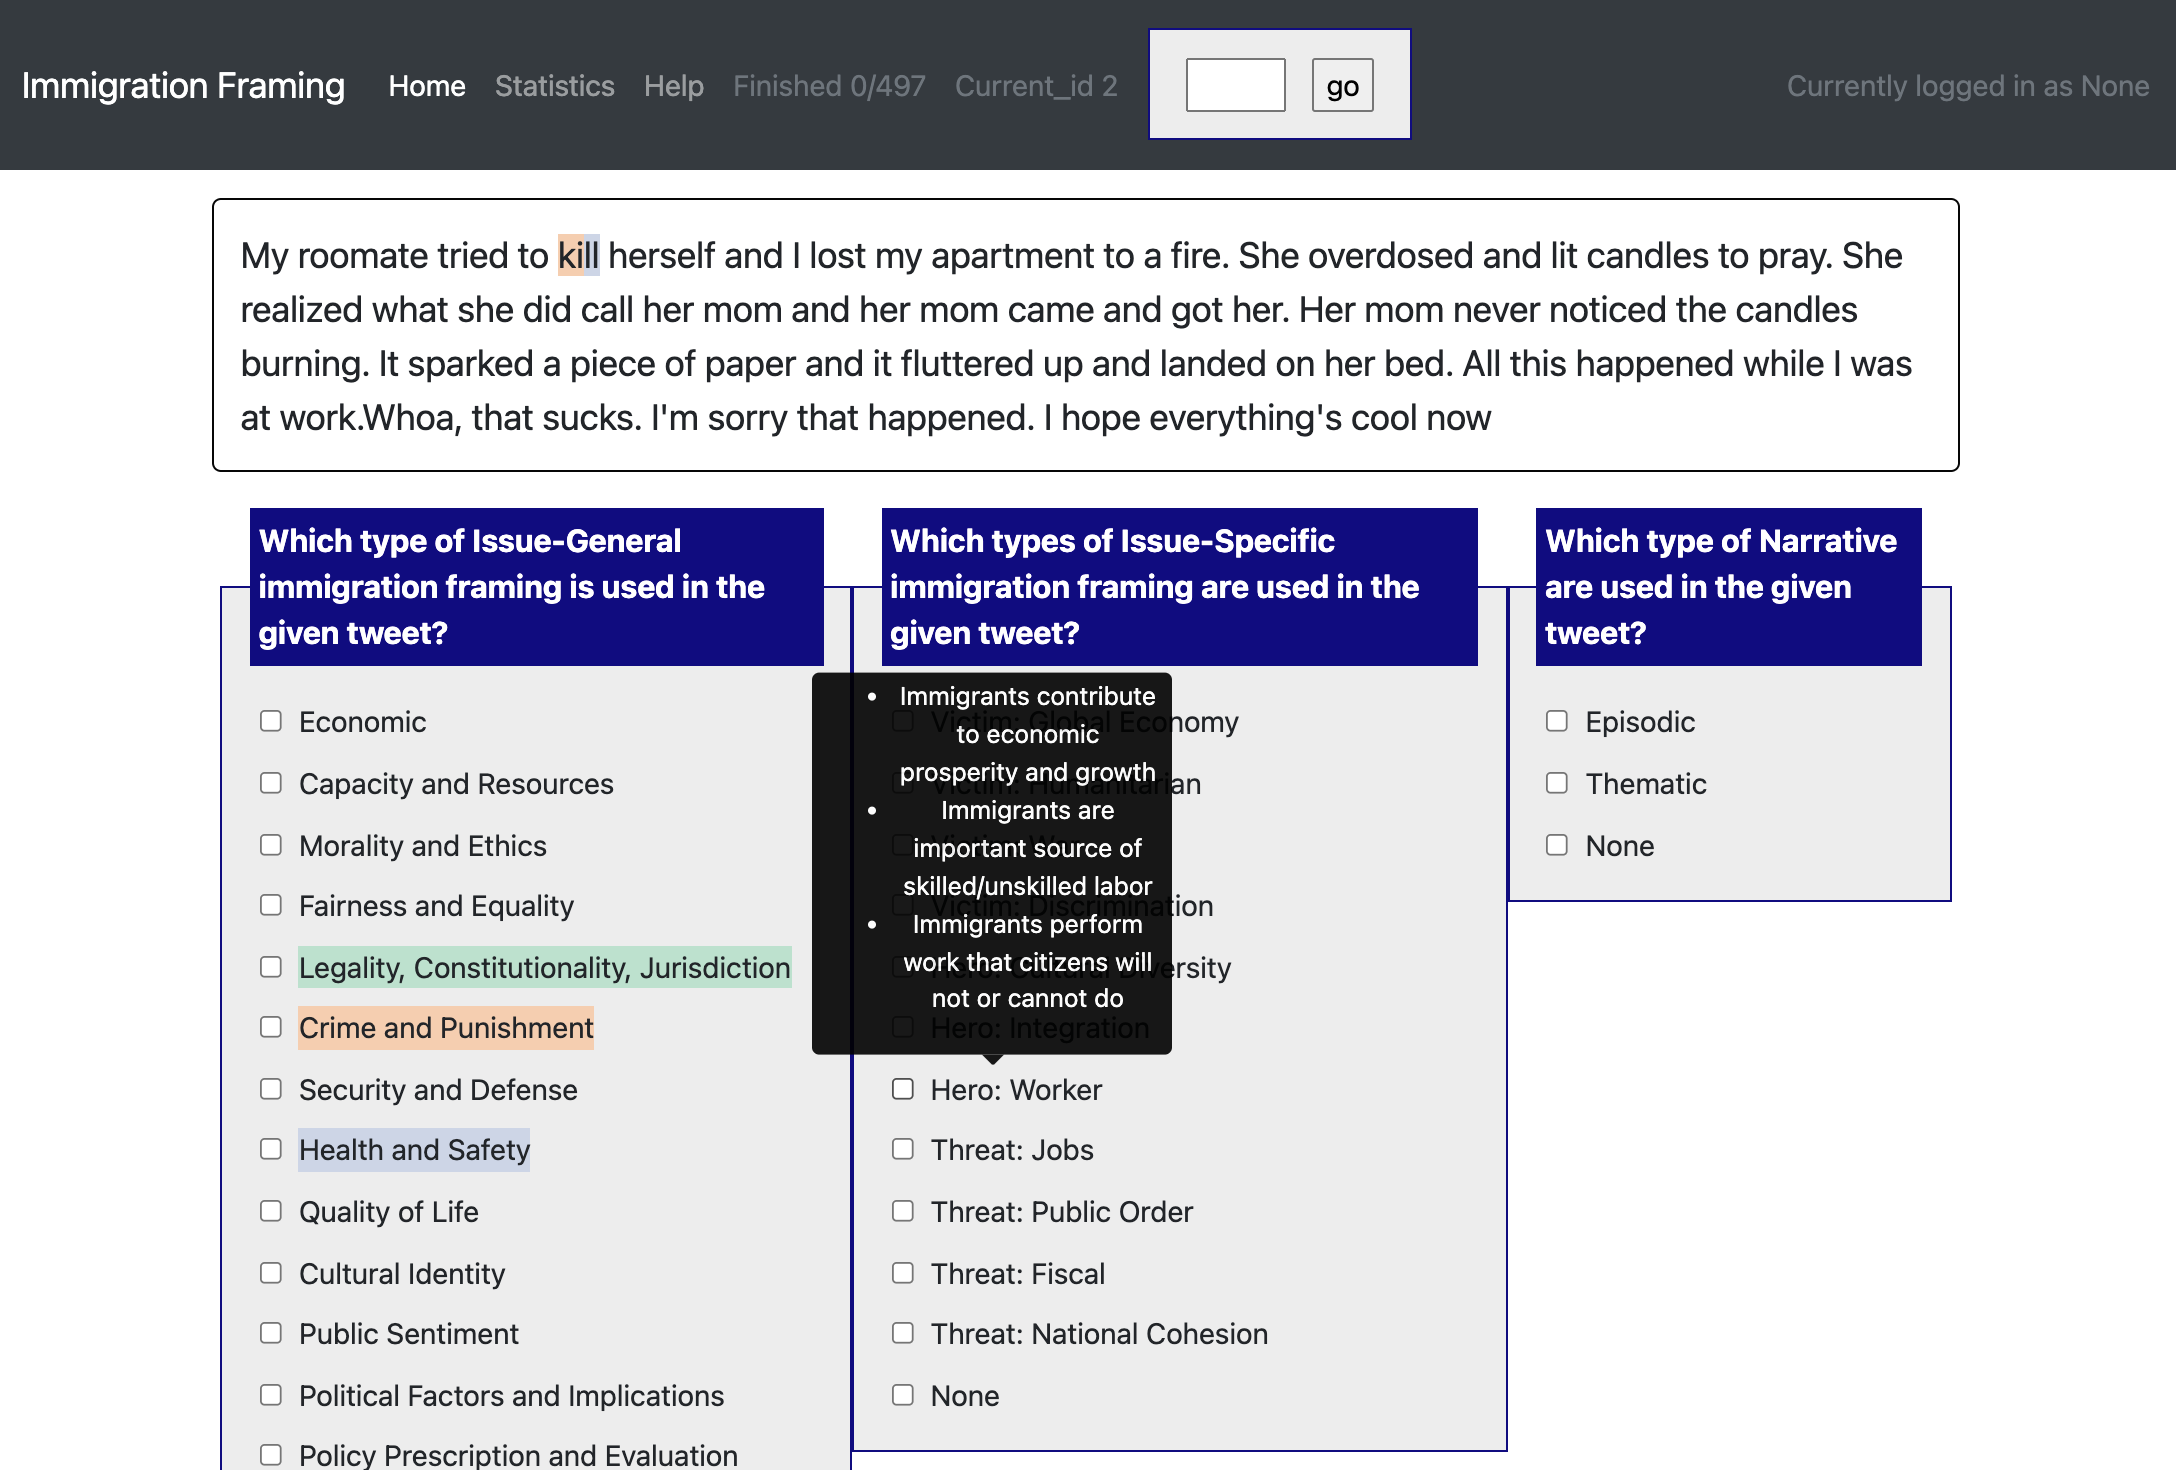 Immigration Framing Home Statistics Help Finished 0/497 Current_id 2 go Currently logged in as None
My roomate tried to kill herself and I lost my apartment to a fire. She overdosed and lit candles to pray. She
realized what she did call her mom and her mom came and got her. Her mom never noticed the candles
burning. It sparked a piece of paper and it fluttered up and landed on her bed. All this happened while I was
at work.Whoa, that sucks. I'm sorry that happened. I hope everything's cool now
Which type of Issue-General
immigration framing is used in the
given tweet?
Economic
Capacity and Resources
Morality and Ethics
Fairness and Equality
Legality, Constitutionality, Jurisdiction
Crime and Punishment
Security and Defense
Health and Safety
Quality of Life
Cultural Identity
Public Sentiment
Political Factors and Implications
Policy Prescription and Evaluation
Which types of Issue-Specific
immigration framing are used in the
given tweet?
• Immigrants contribute
to economic
prosperity and growth
• Immigrants are
important source of
skilled/unskilled labor
• Immigrants perform
work that citizens will
not or cannot do
Victim: Global Economy
Victim: Humanitarian
Victim:
Victim: Discrimination
Hero: Cultural Diversity
Hero: Integration
Hero: Worker
Threat: Jobs
Threat: Public Order
Threat: Fiscal
Threat: National Cohesion
None
Which type of Narrative
are used in the given
tweet?
Episodic
Thematic
None